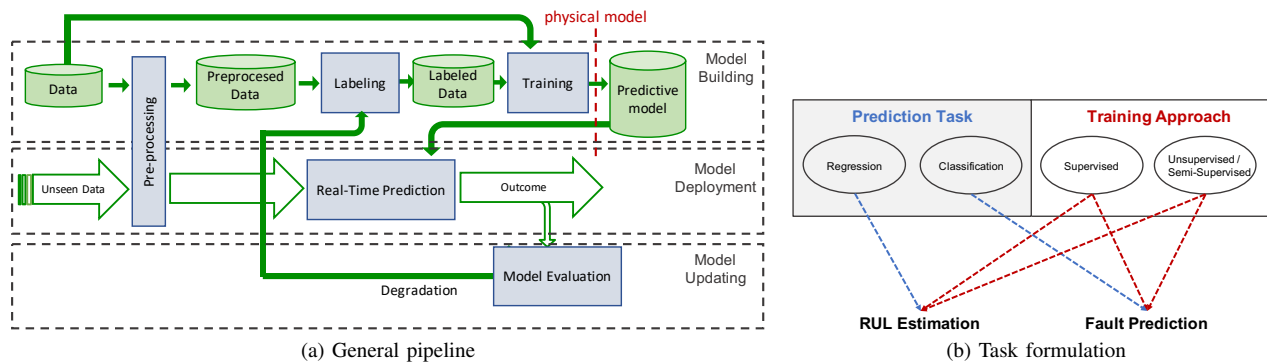 physical model
Model
Building
Data
Pre-processing
Preprocesed
Data
Labeling
Labeled
Data
Training
Predictive
model
Model
Deployment
Unseen Data
Real-Time Prediction
Outcome
Model
Updating
Model Evaluation
Degradation
(a) General pipeline
Prediction Task
Training Approach
Regression
Classification
Supervised
Unsupervised /
Semi-Supervised
RUL Estimation
Fault Prediction
(b) Task formulation